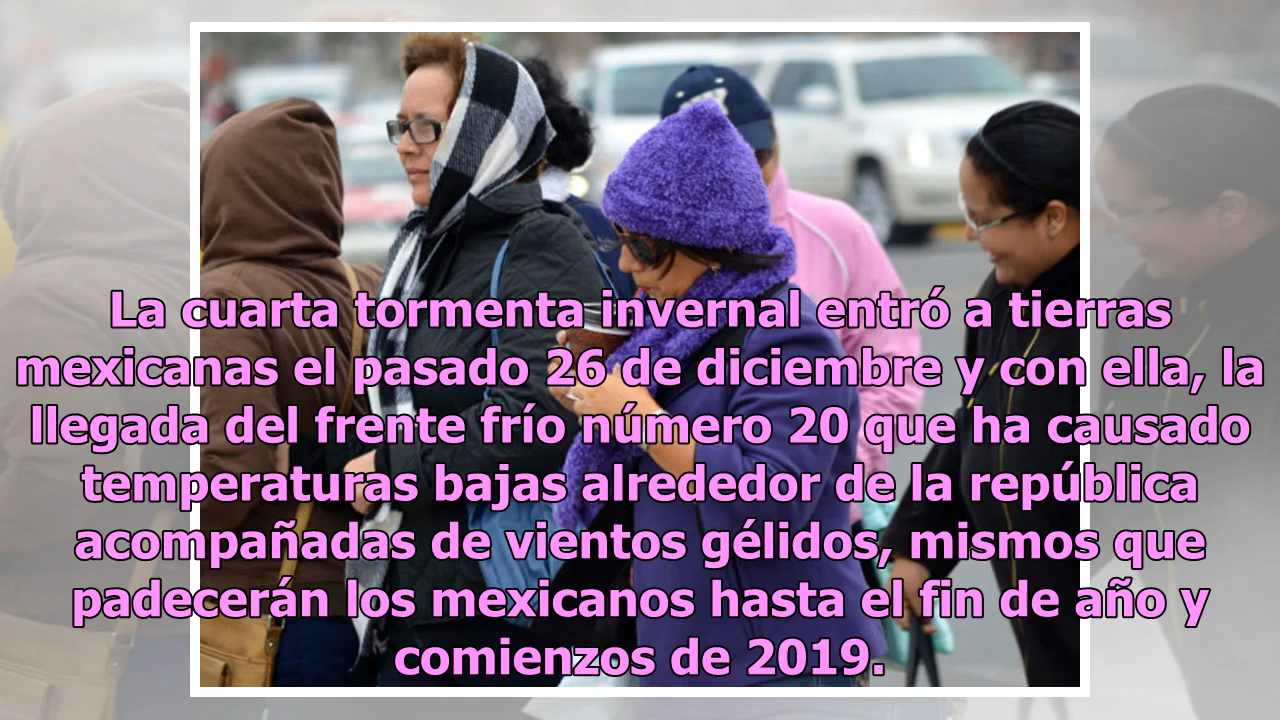 La cuarta tormenta invernal entró a tierras
mexicanas el pasado 26 de diciembre y con ella, la
llegada del frente frío número 20 que ha causado
temperaturas bajas alrededor de la república
acompañadas de vientos gélidos, mismos que
padecerán los mexicanos hasta el fin de año y
comienzos de 2019.